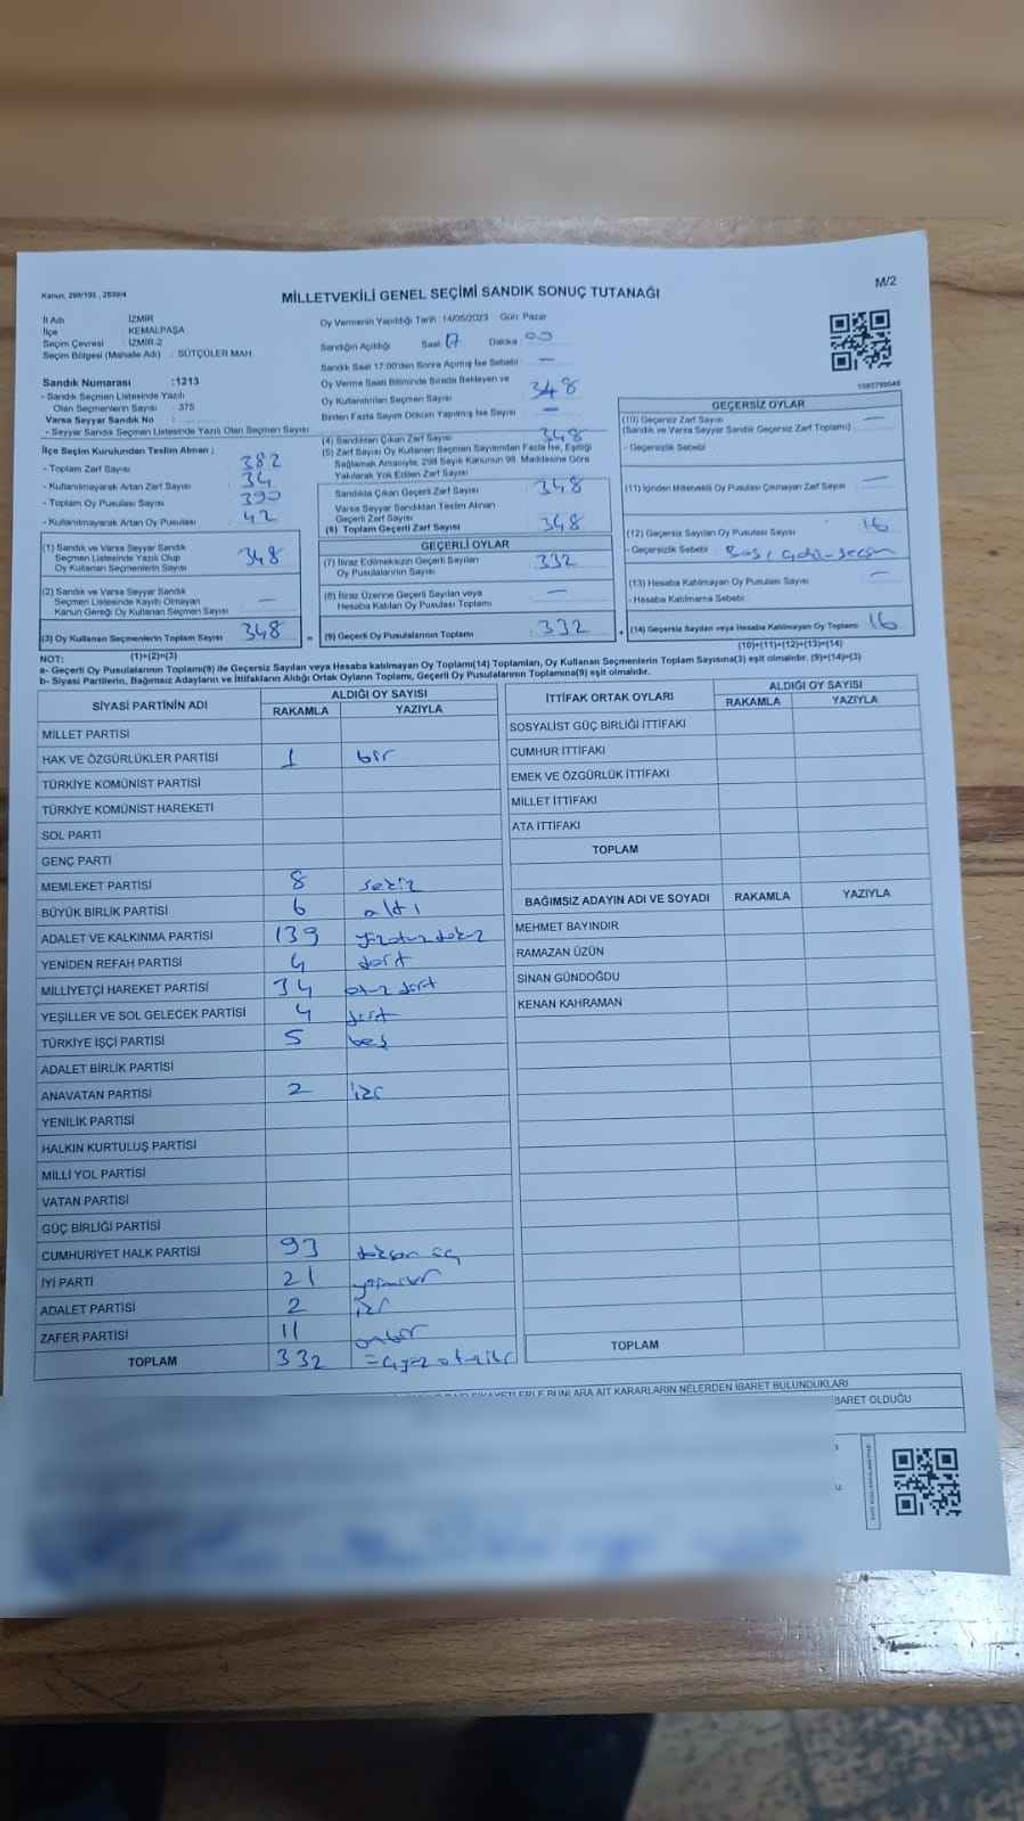 Kanun: 298/105, 2839/4
M/2
MİLLETVEKİLİ GENEL SEÇİMİ SANDIK SONUÇ TUTANAĞI
İl Adı : İZMİR
İlçe : KEMALPAŞA
Seçim Çevresi : İZMİR-2
Seçim Bölgesi (Mahalle Adı) : SÜTÇÜLER MAH.
Sandık Numarası :1213
- Sandık Seçmen Listesinde Yazılı
Olan Seçmenlerin Sayısı : 375
Varsa Seyyar Sandık No :
- Seyyar Sandık Seçmen Listesinde Yazılı Olan Seçmen Sayısı
İlçe Seçim Kurulundan Teslim Alınan :
- Toplam Zarf Sayısı 382
- Kullanılmayarak Artan Zarf Sayısı 34
- Toplam Oy Pusulası Sayısı 390
- Kullanılmayarak Artan Oy Pusulası 42
(1) Sandık ve Varsa Seyyar Sandık
Seçmen Listesinde Yazılı Olup
Oy Kullanan Seçmenlerin Sayısı 348
(2) Sandık ve Varsa Seyyar Sandık
Seçmen Listesinde Kayıtlı Olmayan
Kanun Gereği Oy Kullanan Seçmen Sayısı —
(3) Oy Kullanan Seçmenlerin Toplam Sayısı 348
(1)+(2)=(3)
Oy Vermenin Yapıldığı Tarih :14/05/2023 Gün: Pazar
Sandığın Açıldığı Saat 17 Dakika 00
Sandık Saat 17:00'den Sonra Açılmış İse Sebebi : —
Oy Verme Saati Bitiminde Sırada Bekleyen ve
Oy Kullandırılan Seçmen Sayısı 348
Birden Fazla Sayım Döküm Yapılmış İse Sayısı —
(4) Sandıktan Çıkan Zarf Sayısı 348
(5) Zarf Sayısı Oy Kullanan Seçmen Sayısından Fazla İse, Eşitliği
Sağlamak Amacıyla, 298 Sayılı Kanunun 98. Maddesine Göre
Yakılarak Yok Edilen Zarf Sayısı
Sandıkta Çıkan Geçerli Zarf Sayısı 348
Varsa Seyyar Sandıktan Teslim Alınan
Geçerli Zarf Sayısı
(6) Toplam Geçerli Zarf Sayısı 348
GEÇERLİ OYLAR
(7) İtiraz Edilmeksizin Geçerli Sayılan
Oy Pusulalarının Sayısı 332
(8) İtiraz Üzerine Geçerli Sayılan veya
Hesaba Katılan Oy Pusulası Toplamı —
= (9) Geçerli Oy Pusulalarının Toplamı 332
GEÇERSİZ OYLAR
(10) Geçersiz Zarf Sayısı —
(Sandık ve Varsa Seyyar Sandık Geçersiz Zarf Toplamı)
- Geçersizlik Sebebi
(11) İçinden Milletvekili Oy Pusulası Çıkmayan Zarf Sayısı —
(12) Geçersiz Sayılan Oy Pusulası Sayısı 16
- Geçersizlik Sebebi
(13) Hesaba Katılmayan Oy Pusulası Sayısı —
- Hesaba Katılmama Sebebi:
+ (14) Geçersiz Sayılan veya Hesaba Katılmayan Oy Toplamı 16
(10)+(11)+(12)+(13)=(14)
NOT:
a- Geçerli Oy Pusulalarının Toplamı(9) ile Geçersiz Sayılan veya Hesaba katılmayan Oy Toplamı(14) Toplamları, Oy Kullanan Seçmenlerin Toplam Sayısına(3) eşit olmalıdır. (9)+(14)=(3)
b- Siyasi Partilerin, Bağımsız Adayların ve İttifakların Aldığı Ortak Oyların Toplamı, Geçerli Oy Pusulalarının Toplamına(9) eşit olmalıdır.
SİYASİ PARTİNİN ADI ALDIĞI OY SAYISI
RAKAMLA YAZIYLA
MİLLET PARTİSİ
HAK VE ÖZGÜRLÜKLER PARTİSİ 1 bir
TÜRKİYE KOMÜNİST PARTİSİ
TÜRKİYE KOMÜNİST HAREKETİ
SOL PARTİ
GENÇ PARTİ
MEMLEKET PARTİSİ 8 sekiz
BÜYÜK BİRLİK PARTİSİ 6 altı
ADALET VE KALKINMA PARTİSİ 139 yüzotuzdokuz
YENİDEN REFAH PARTİSİ 4 dört
MİLLİYETÇİ HAREKET PARTİSİ 34 otuz dört
YEŞİLLER VE SOL GELECEK PARTİSİ 4 dört
TÜRKİYE İŞÇİ PARTİSİ 5 beş
ADALET BİRLİK PARTİSİ
ANAVATAN PARTİSİ 2 iki
YENİLİK PARTİSİ
HALKIN KURTULUŞ PARTİSİ
MİLLİ YOL PARTİSİ
VATAN PARTİSİ
GÜÇ BİRLİĞİ PARTİSİ
CUMHURİYET HALK PARTİSİ 93 doksan üç
İYİ PARTİ 21 yirmibir
ADALET PARTİSİ 2 iki
ZAFER PARTİSİ 11 onbir
TOPLAM 332 üçyüz otuziki
İTTİFAK ORTAK OYLARI ALDIĞI OY SAYISI
RAKAMLA YAZIYLA
SOSYALİST GÜÇ BİRLİĞİ İTTİFAKI
CUMHUR İTTİFAKI
EMEK VE ÖZGÜRLÜK İTTİFAKI
MİLLET İTTİFAKI
ATA İTTİFAKI
TOPLAM
BAĞIMSIZ ADAYIN ADI VE SOYADI RAKAMLA YAZIYLA
MEHMET BAYINDIR
RAMAZAN ÜZÜN
SİNAN GÜNDOĞDU
KENAN KAHRAMAN
TOPLAM
BUNLARA AİT KARARLARIN NELERDEN İBARET BULUNDUKLARI
BARET OLDUĞU